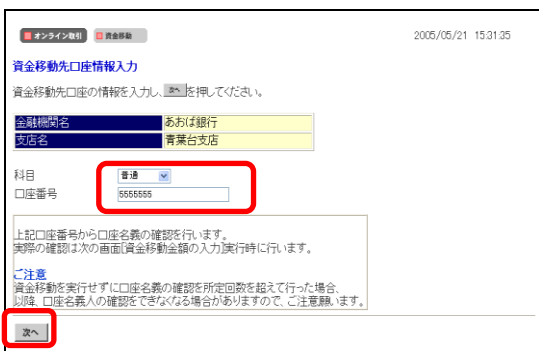 オンライン取引 資金移動 2005/05/21 15:31:35
資金移動先口座情報入力
資金移動先口座の情報を入力し、次へを押してください。
金融機関名 あおば銀行
支店名 青葉台支店
科目 普通
口座番号 5555555
上記口座番号から口座名義の確認を行います。
実際の確認は次の画面[資金移動金額の入力]実行時に行います。
ご注意
資金移動を実行せずに口座名義の確認を所定回数を超えて行った場合、
以降、口座名義人の確認をできなくなる場合がありますので、ご注意願います。
次へ